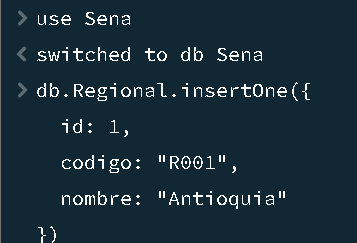 > use Sena
< switched to db Sena
> db.Regional.insertOne({
    id: 1,
    codigo: "R001",
    nombre: "Antioquia"
  })